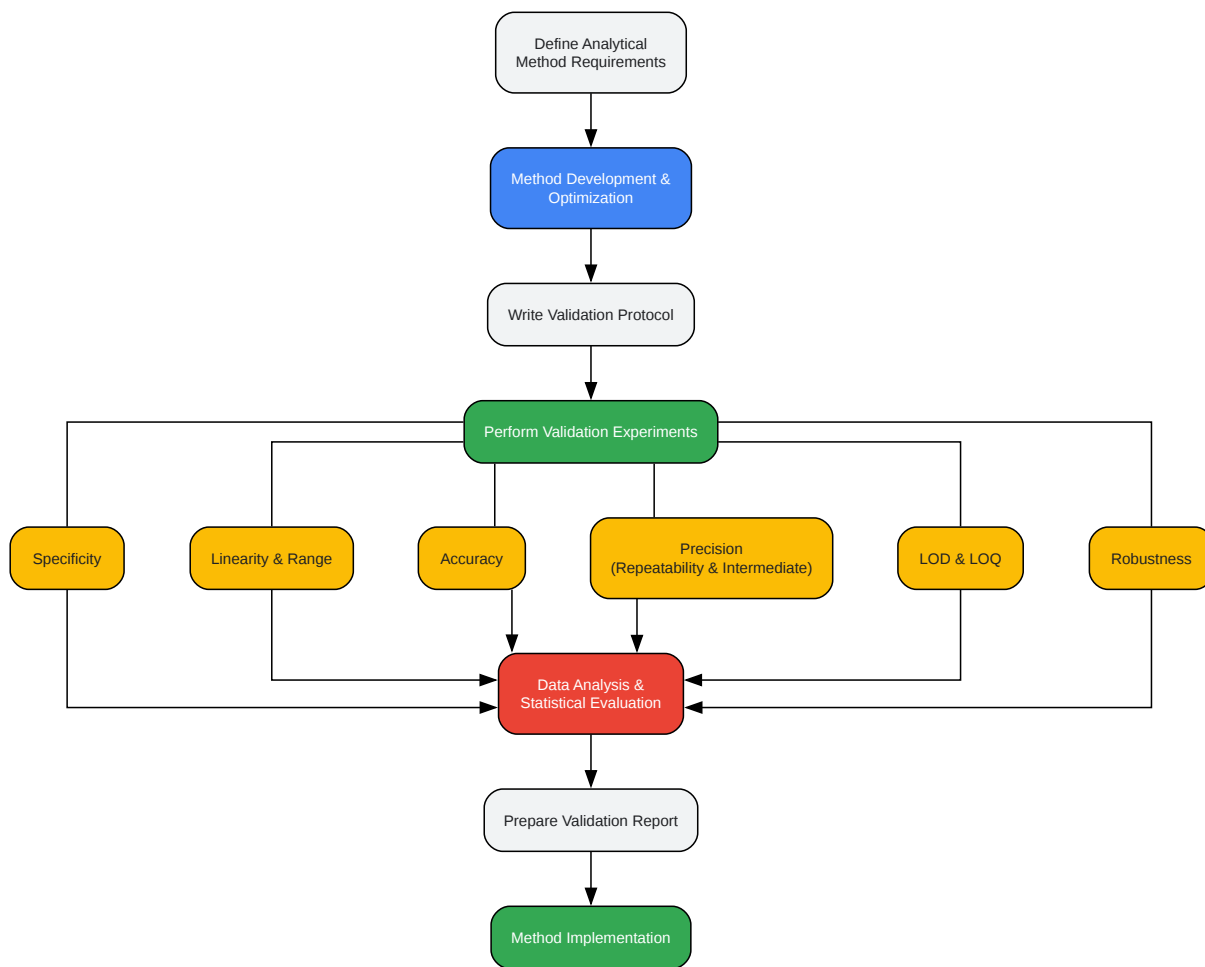 Define Analytical
Method Requirements
Method Development &
Optimization
Write Validation Protocol
Perform Validation Experiments
Specificity
Linearity & Range
Accuracy
Precision
(Repeatability & Intermediate)
LOD & LOQ
Robustness
Data Analysis &
Statistical Evaluation
Prepare Validation Report
Method Implementation